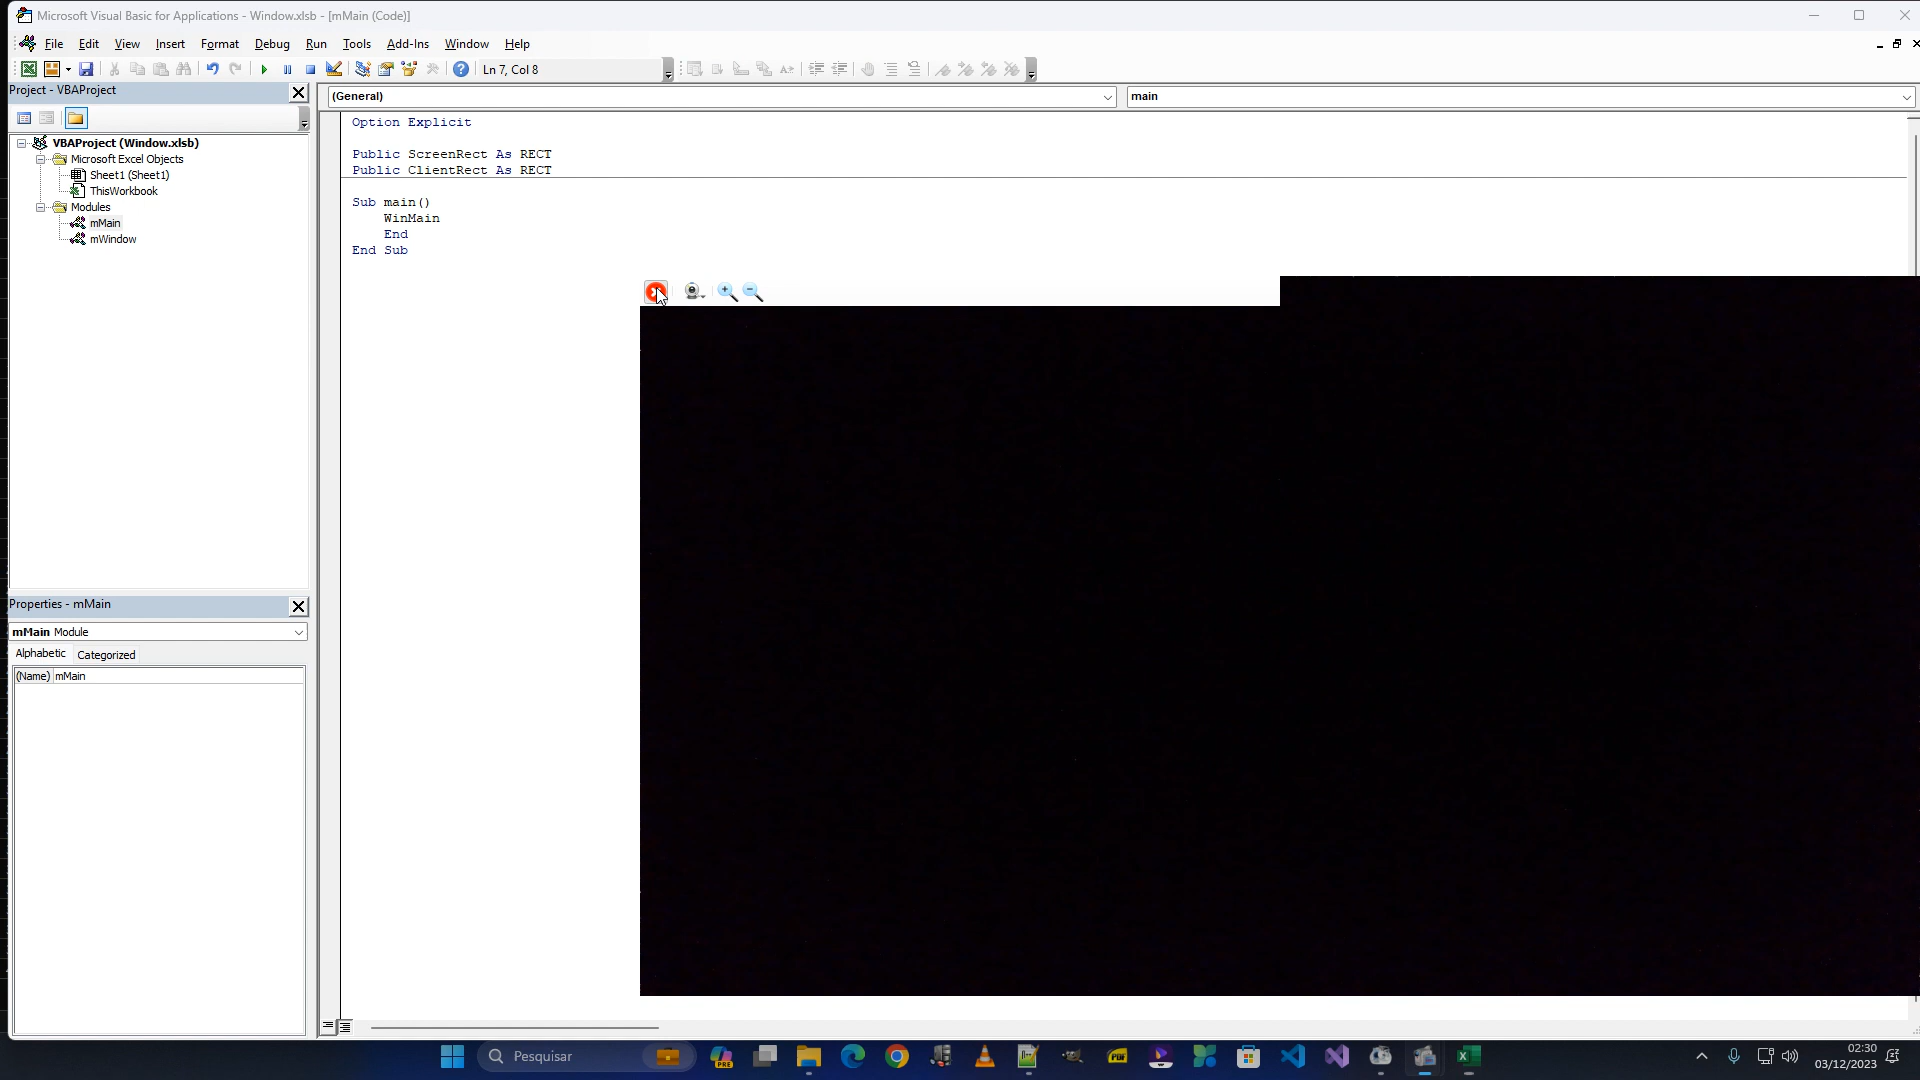 Microsoft Visual Basic for Applications - Window.xlsb - [mMain (Code)]
File Edit View Insert Format Debug Run Tools Add-Ins Window Help
Ln 7, Col 8
Project - VBAProject
(General)
main
VBAProject (Window.xlsb)
Microsoft Excel Objects
Sheet1 (Sheet1)
ThisWorkbook
Modules
mMain
mWindow
Option Explicit
Public ScreenRect As RECT
Public ClientRect As RECT
Sub main()
WinMain
End
End Sub
Properties - mMain
mMain Module
Alphabetic Categorized
(Name) mMain
Pesquisar
PRE
PDF
02:30
03/12/2023